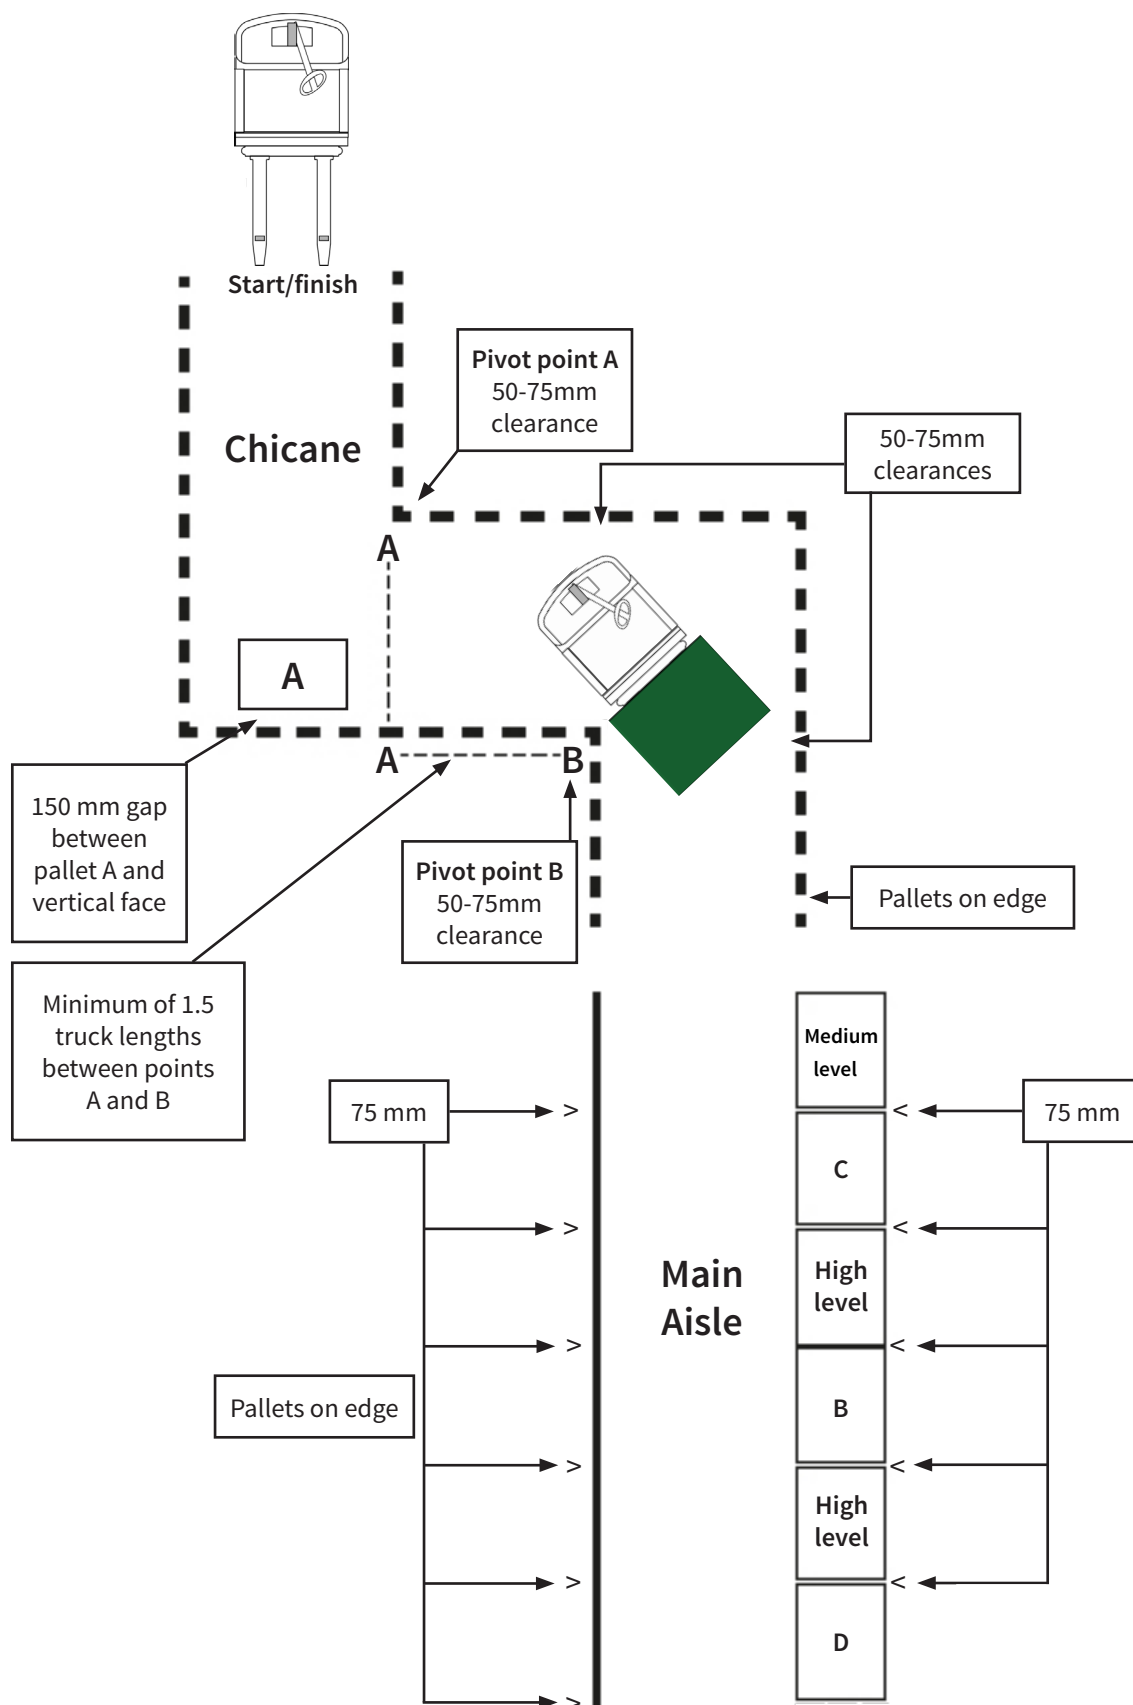 Start/finish
Pivot point A
50-75mm
clearance
Chicane
50-75mm
clearances
A
A
A
B
150 mm gap
between
pallet A and
vertical face
Pivot point B
50-75mm
clearance
Pallets on edge
Minimum of 1.5
truck lengths
between points
A and B
Medium
level
75 mm
>
<
75 mm
C
>
<
Main
Aisle
High
level
>
<
Pallets on edge
B
>
<
High
level
>
<
D
>